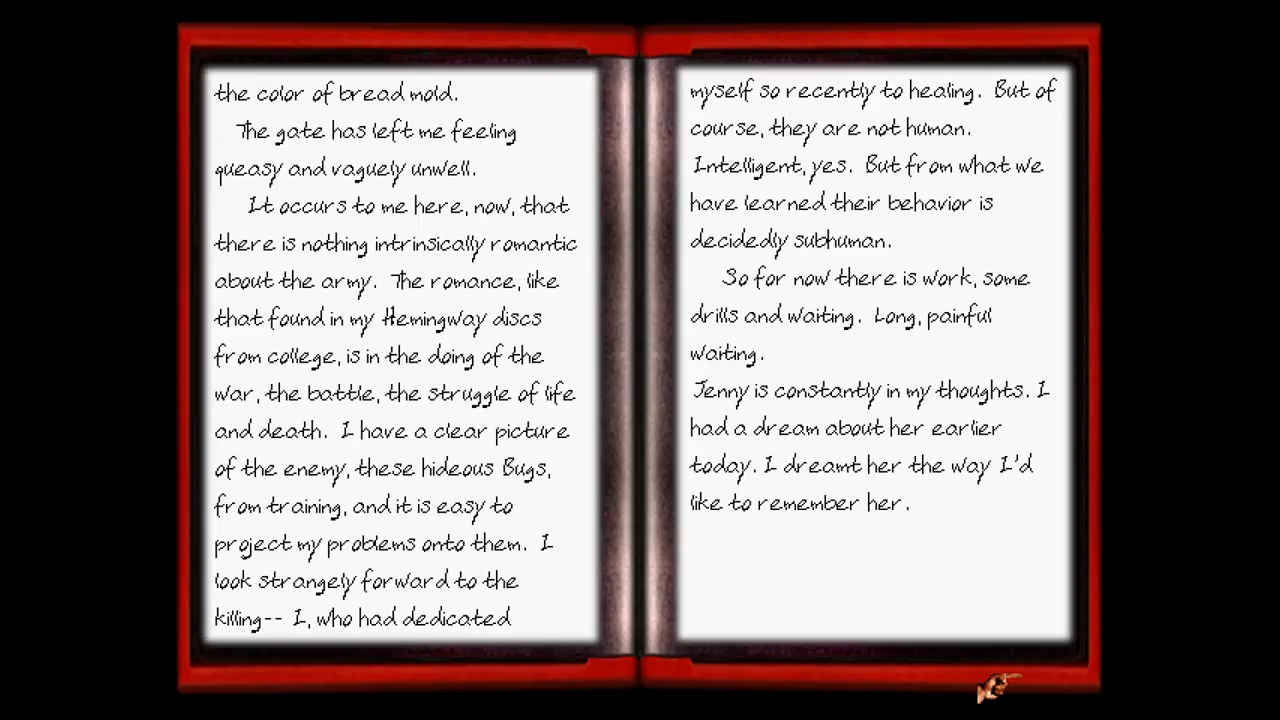 the color of bread mold.
The gate has left me feeling
queasy and vaguely unwell.
It occurs to me here, now, that
there is nothing intrinsically romantic
about the army. The romance, like
that found in my Hemingway discs
from college, is in the doing of the
war, the battle, the struggle of life
and death. I have a clear picture
of the enemy, these hideous Bugs,
from training, and it is easy to
project my problems onto them. I
look strangely forward to the
killing-- I, who had dedicated
myself so recently to healing. But of
course, they are not human.
Intelligent, yes. But from what we
have learned their behavior is
decidedly subhuman.
So for now there is work, some
drills and waiting. Long, painful
waiting.
Jenny is constantly in my thoughts. I
had a dream about her earlier
today. I dreamt her the way I'd
like to remember her.